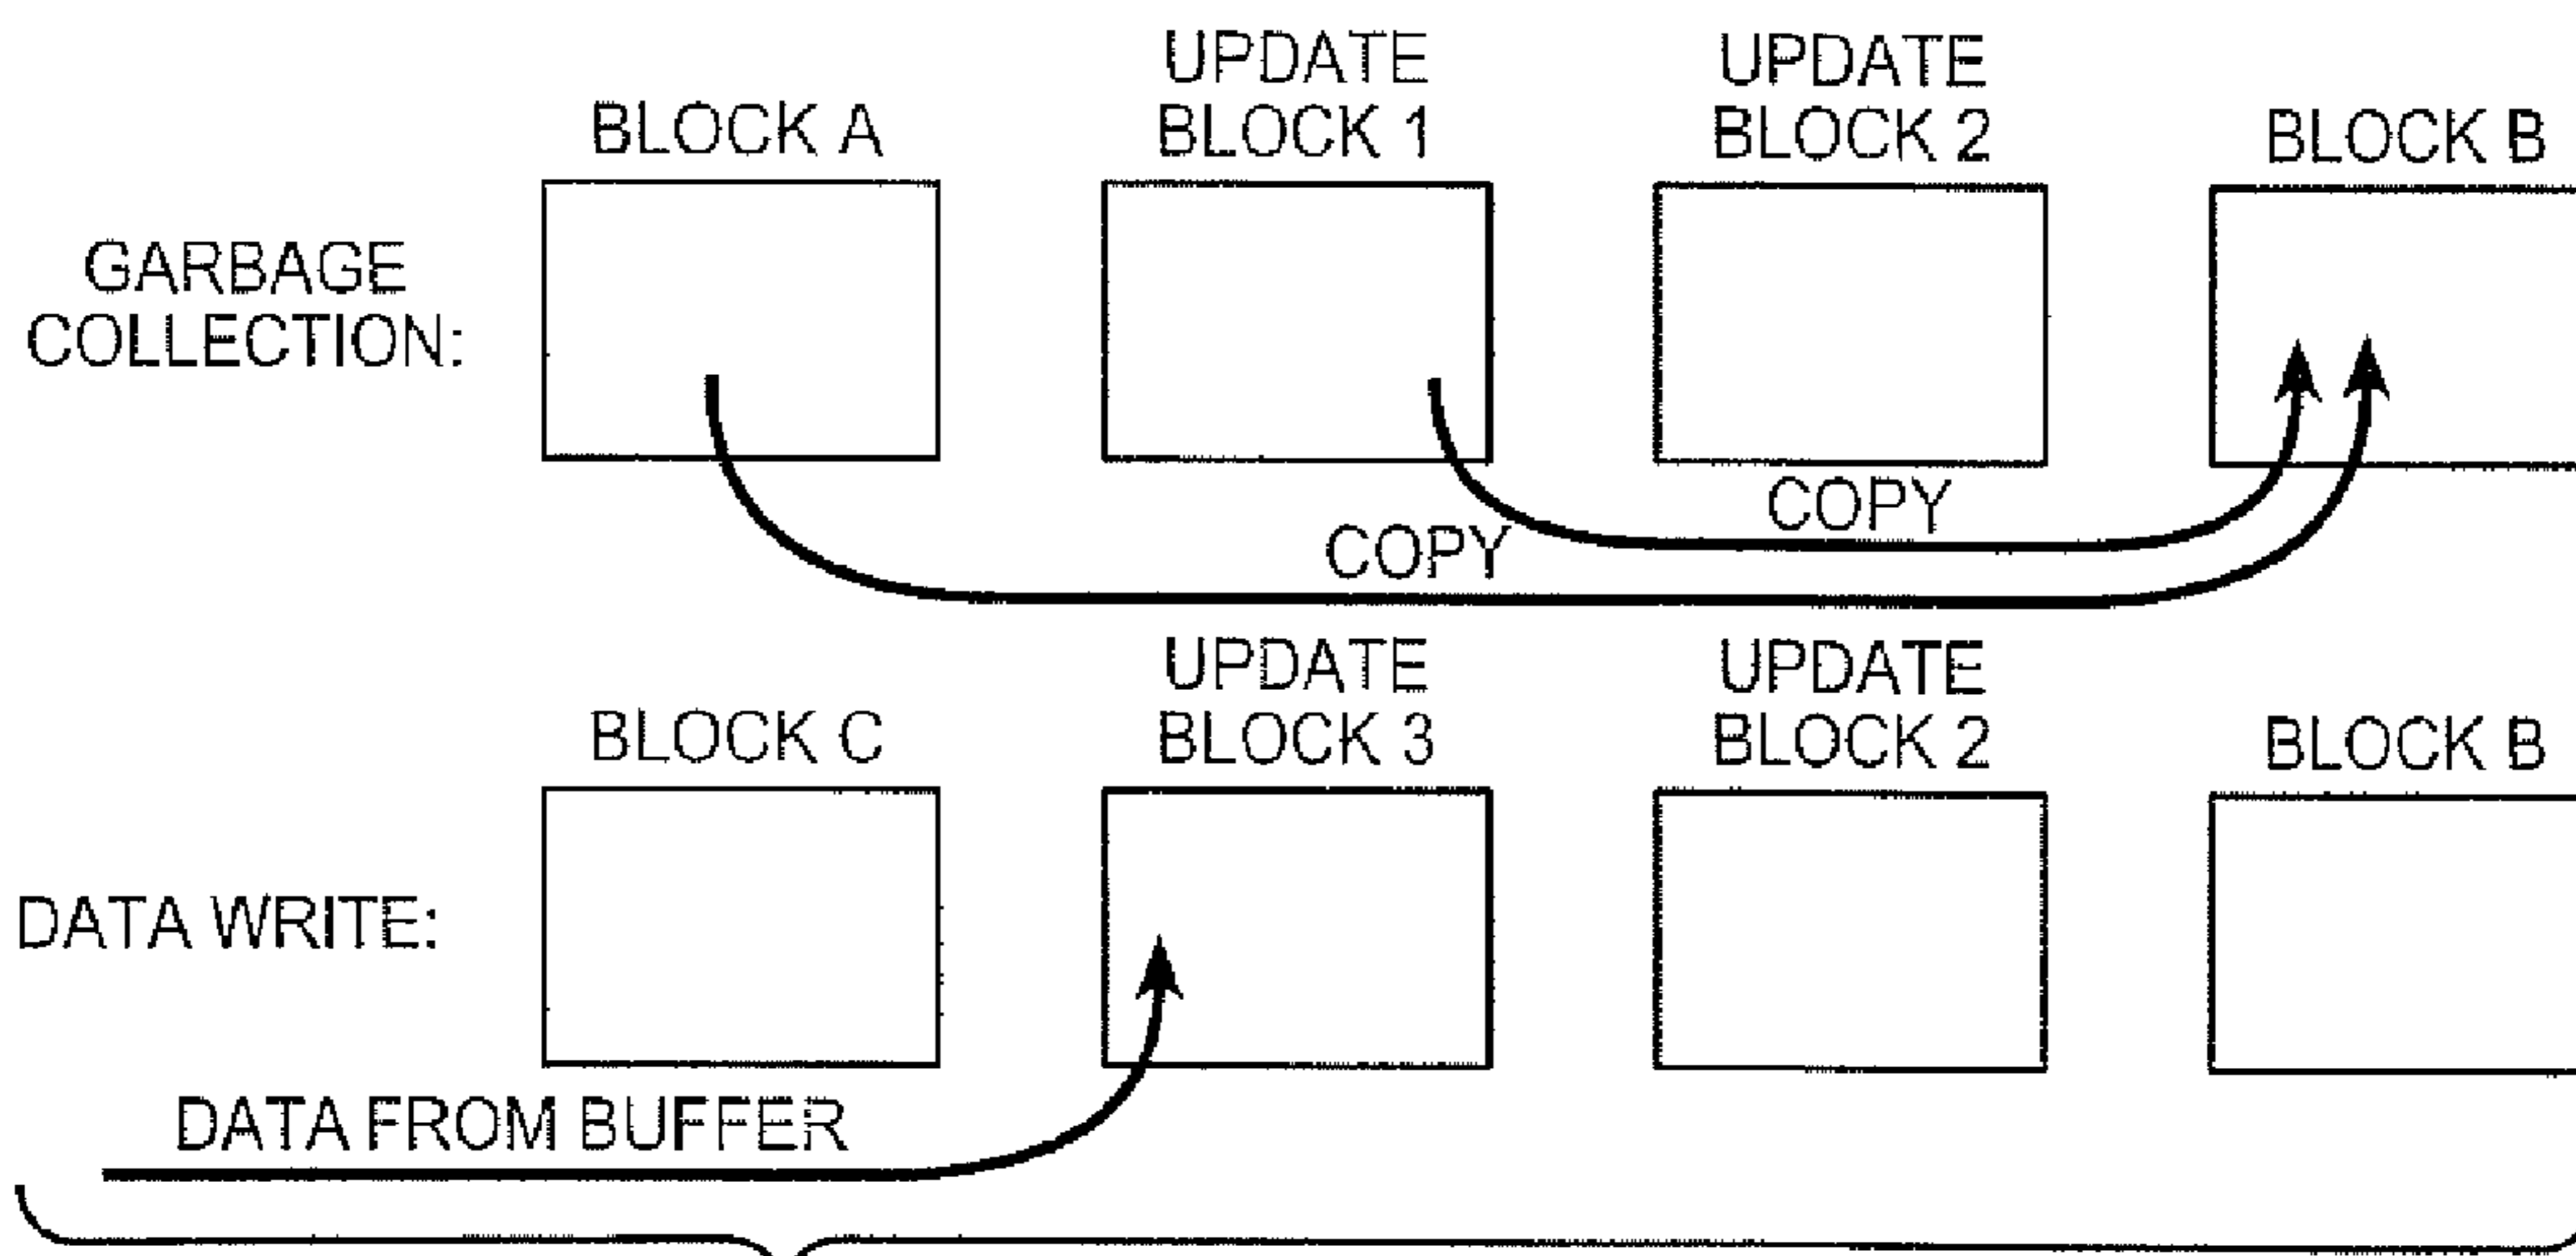 BLOCK A
UPDATE
BLOCK 1
UPDATE
BLOCK 2
BLOCK B
GARBAGE
COLLECTION:
COPY
COPY
BLOCK C
UPDATE
BLOCK 3
UPDATE
BLOCK 2
BLOCK B
DATA WRITE:
DATA FROM BUFFER